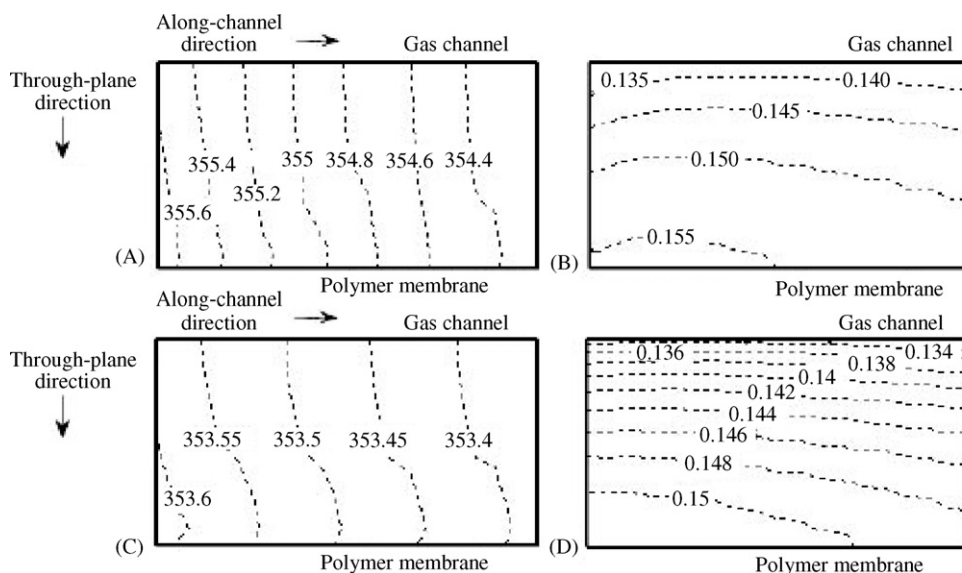 Along-channel
direction
Gas channel
Through-plane
direction
355.6
355.4
355.2
355
354.8
354.6
354.4
(A)
Polymer membrane
Gas channel
0.135
0.140
0.145
0.150
0.155
(B)
Polymer membrane
Along-channel
direction
Gas channel
Through-plane
direction
353.6
353.55
353.5
353.45
353.4
(C)
Polymer membrane
Gas channel
0.134
0.136
0.138
0.14
0.142
0.144
0.146
0.148
0.15
(D)
Polymer membrane